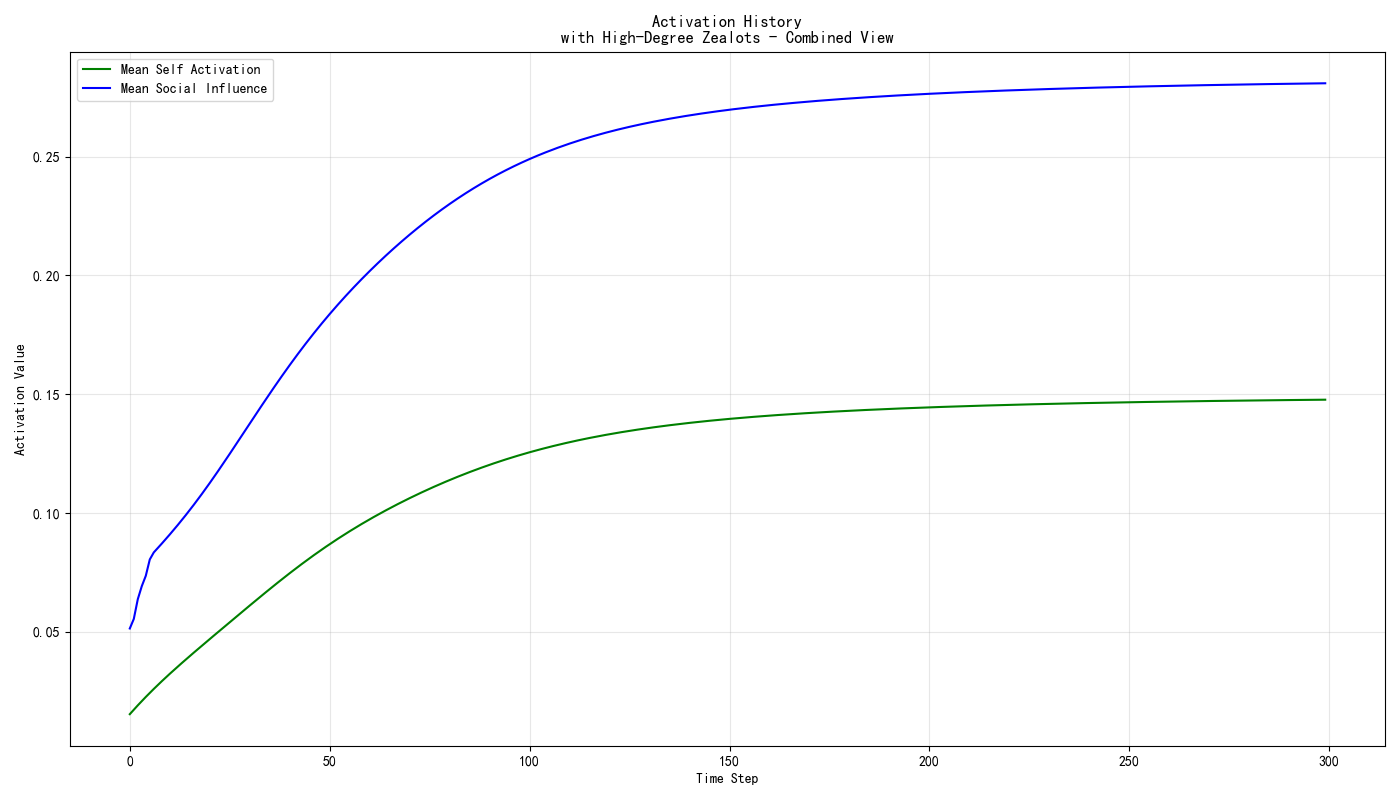 Activation History
with High-Degree Zealots - Combined View
Mean Self Activation
Mean Social Influence
Activation Value
0.25
0.20
0.15
0.10
0.05
0
50
100
150
200
250
300
Time Step